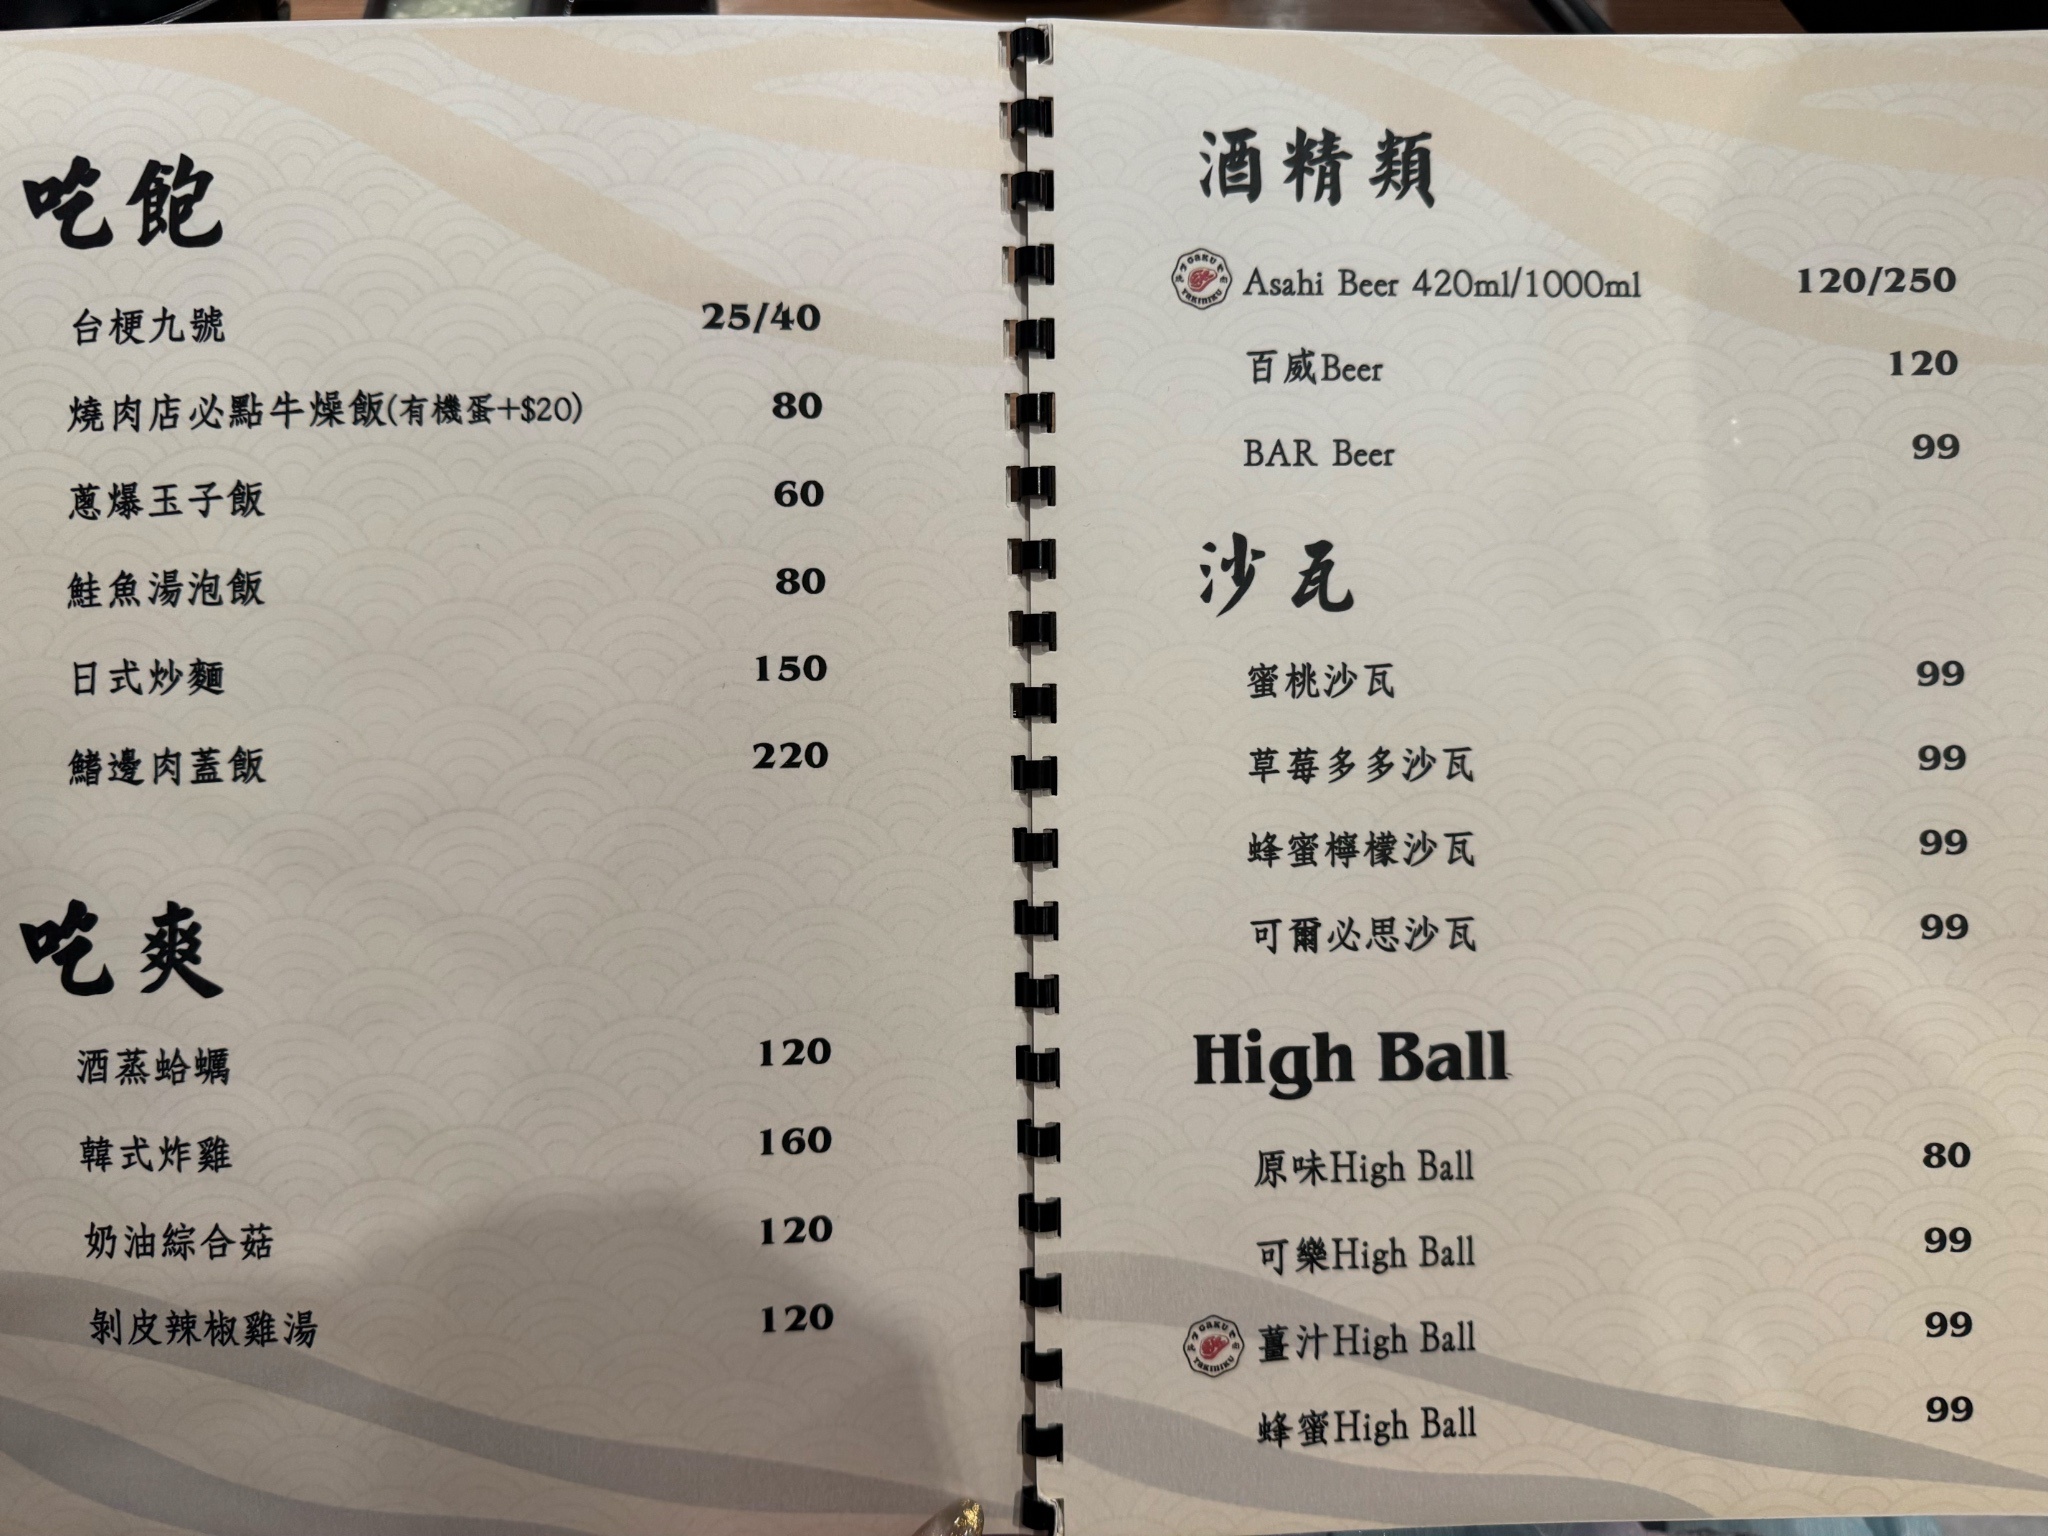 吃飽
台梗九號 25/40
燒肉店必點牛燥飯(有機蛋+$20) 80
蔥爆玉子飯 60
鮭魚湯泡飯 80
日式炒麵 150
鰭邊肉蓋飯 220
吃爽
酒蒸蛤蠣 120
韓式炸雞 160
奶油綜合菇 120
剝皮辣椒雞湯 120
酒精類
Asahi Beer 420ml/1000ml 120/250
百威Beer 120
BAR Beer 99
沙瓦
蜜桃沙瓦 99
草莓多多沙瓦 99
蜂蜜檸檬沙瓦 99
可爾必思沙瓦 99
High Ball
原味High Ball 80
可樂High Ball 99
薑汁High Ball 99
蜂蜜High Ball 99